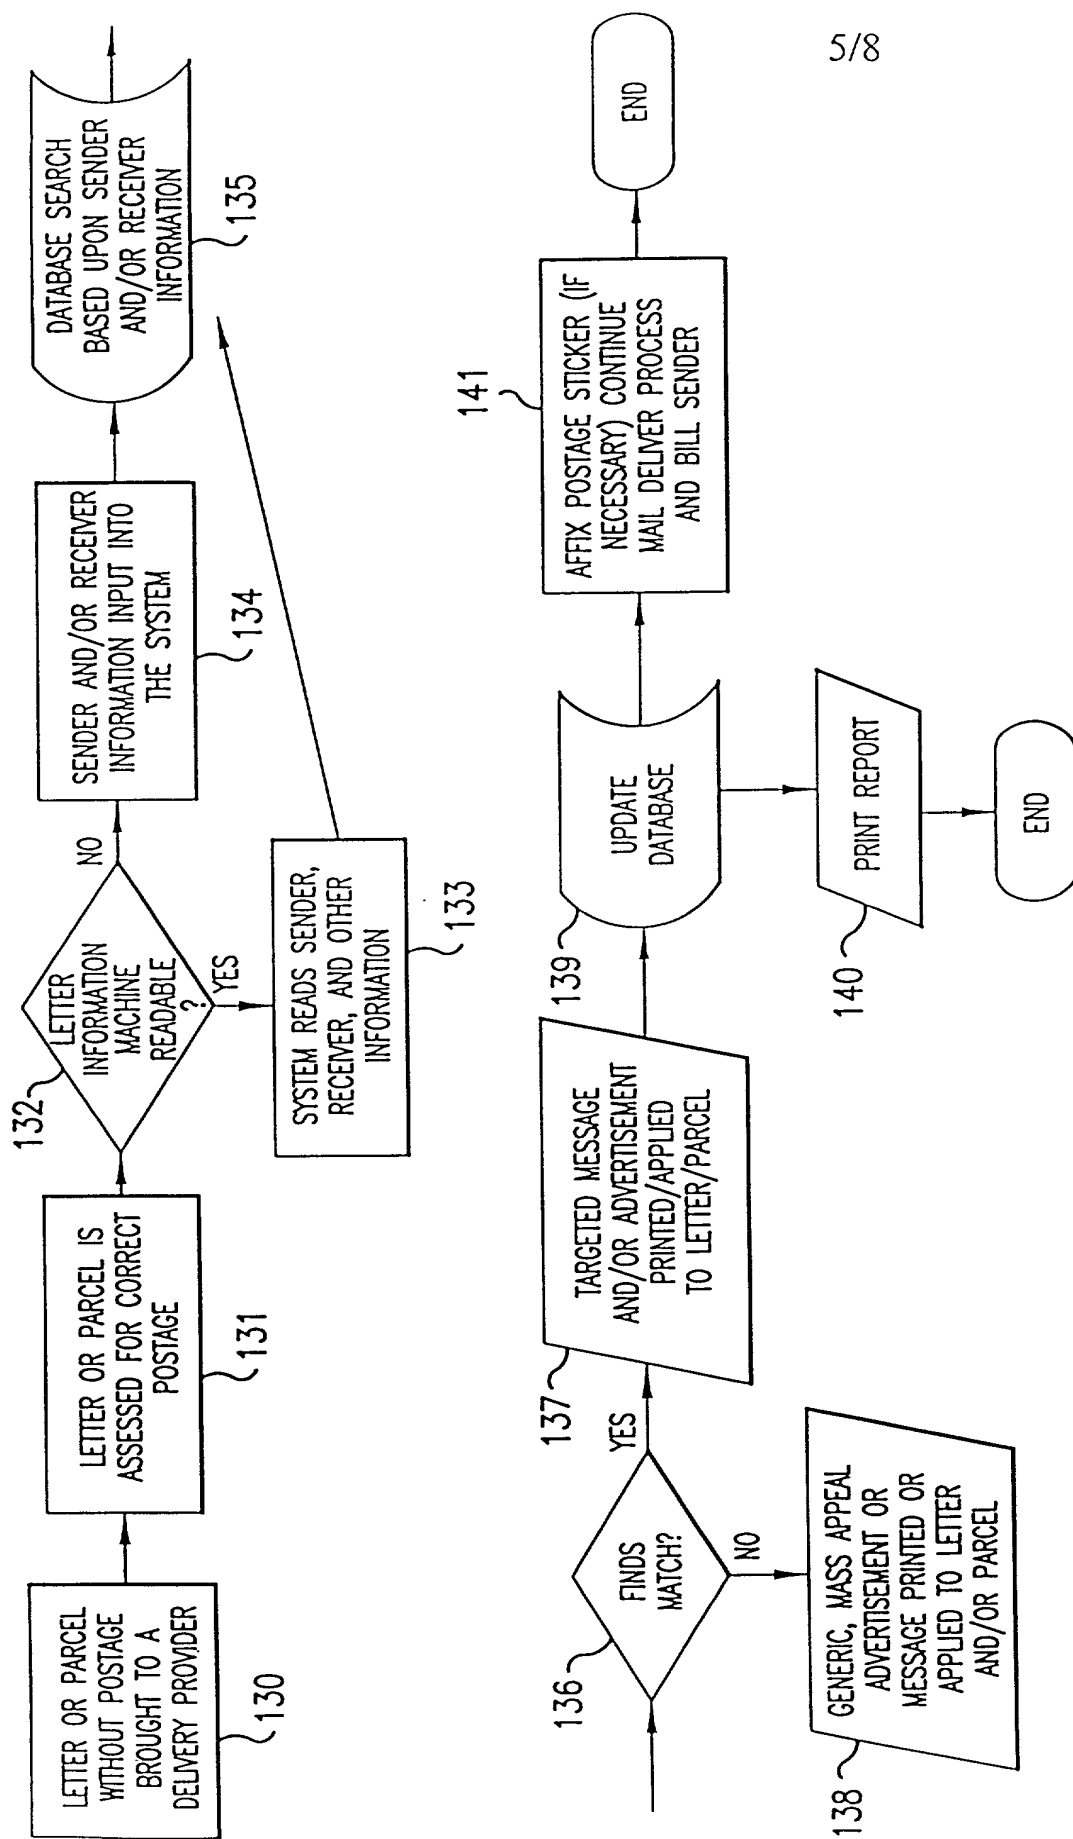 5/8
LETTER OR PARCEL
WITHOUT POSTAGE
BROUGHT TO A
DELIVERY PROVIDER
130
LETTER OR PARCEL IS
ASSESSED FOR CORRECT
POSTAGE
131
LETTER
INFORMATION
MACHINE
READABLE
?
132
NO
YES
SYSTEM READS SENDER,
RECEIVER, AND OTHER
INFORMATION
133
SENDER AND/OR RECEIVER
INFORMATION INPUT INTO
THE SYSTEM
134
DATABASE SEARCH
BASED UPON SENDER
AND/OR RECEIVER
INFORMATION
135
FINDS
MATCH?
136
YES
NO
TARGETED MESSAGE
AND/OR ADVERTISEMENT
PRINTED/APPLIED
TO LETTER/PARCEL
137
GENERIC, MASS APPEAL
ADVERTISEMENT OR
MESSAGE PRINTED OR
APPLIED TO LETTER
AND/OR PARCEL
138
UPDATE
DATABASE
139
PRINT REPORT
140
END
AFFIX POSTAGE STICKER (IF
NECESSARY) CONTINUE
MAIL DELIVER PROCESS
AND BILL SENDER
141
END